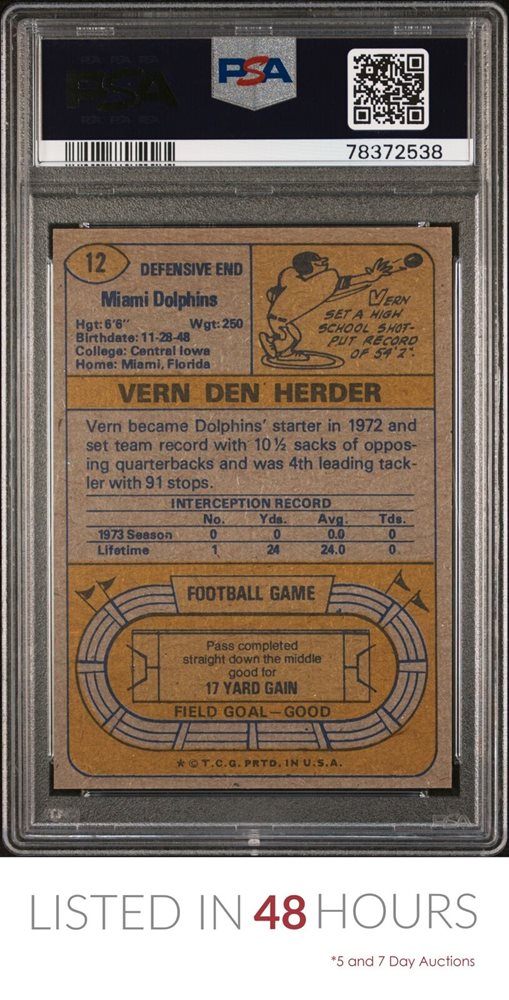 PSA
PSA
78372538
12
DEFENSIVE END
Miami Dolphins
Hgt: 6'6" Wgt: 250
Birthdate: 11-28-48
College: Central Iowa
Home: Miami, Florida
VERN
SET A HIGH
SCHOOL SHOT-
PUT RECORD
OF 54'2".
VERN DEN HERDER
Vern became Dolphins' starter in 1972 and
set team record with 10½ sacks of oppos-
ing quarterbacks and was 4th leading tack-
ler with 91 stops.
INTERCEPTION RECORD
No. Yds. Avg. Tds.
1973 Season 0 0 0.0 0
Lifetime 1 24 24.0 0
FOOTBALL GAME
Pass completed
straight down the middle
good for
17 YARD GAIN
FIELD GOAL—GOOD
★ © T.C.G. PRTD. IN U.S.A.
PSA
LISTED IN 48 HOURS
*5 and 7 Day Auctions